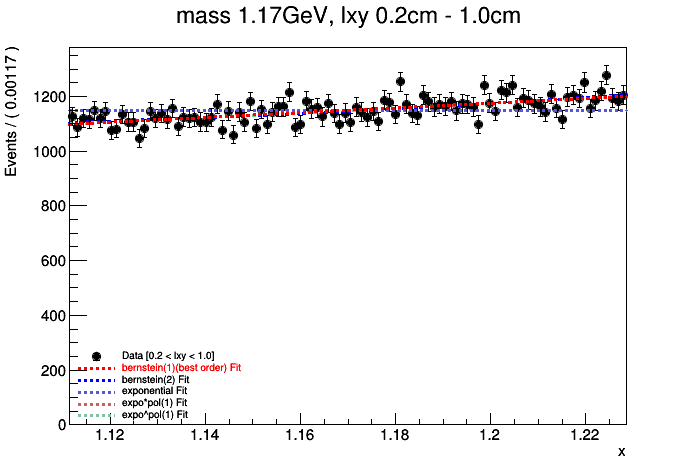 mass 1.17GeV, lxy 0.2cm - 1.0cm
Events / ( 0.00117 )
1200
1000
800
600
400
200
0
Data [0.2 < lxy < 1.0]
bernstein(1)(best order) Fit
bernstein(2) Fit
exponential Fit
expo*pol(1) Fit
expo^pol(1) Fit
1.12 1.14 1.16 1.18 1.2 1.22
x